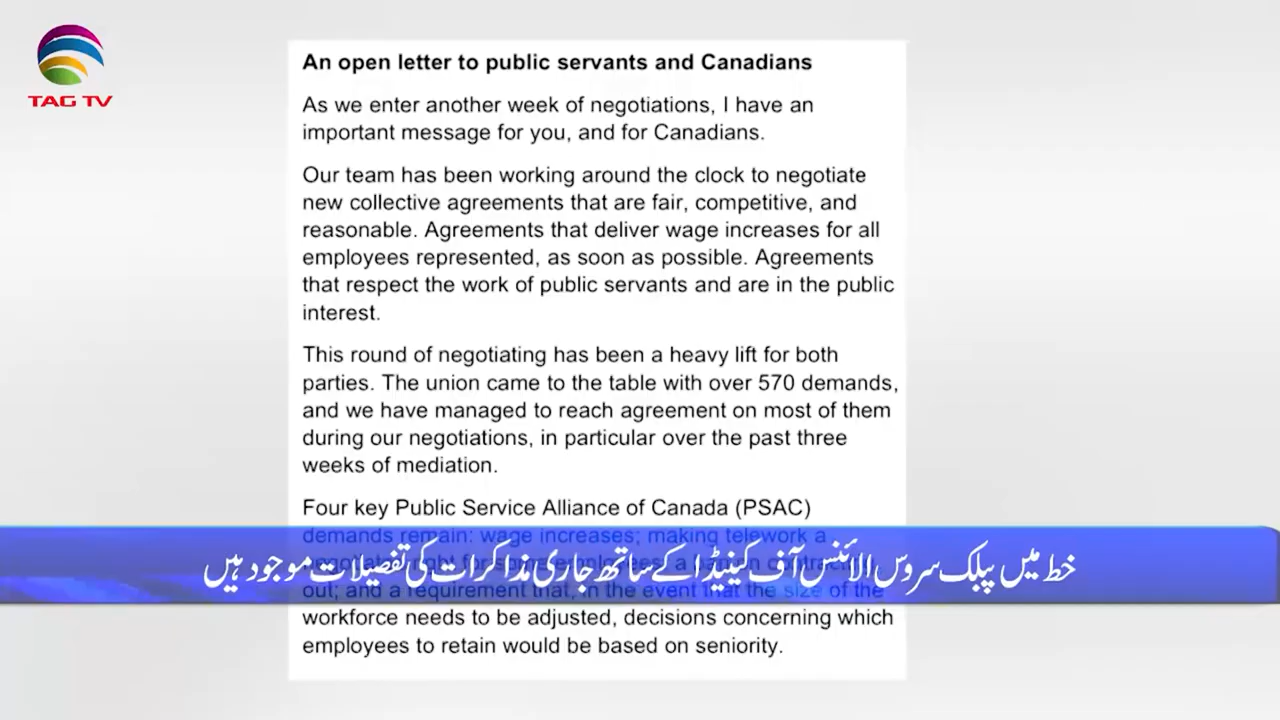 TAG TV
An open letter to public servants and Canadians
As we enter another week of negotiations, I have an
important message for you, and for Canadians.
Our team has been working around the clock to negotiate
new collective agreements that are fair, competitive, and
reasonable. Agreements that deliver wage increases for all
employees represented, as soon as possible. Agreements
that respect the work of public servants and are in the public
interest.
This round of negotiating has been a heavy lift for both
parties. The union came to the table with over 570 demands,
and we have managed to reach agreement on most of them
during our negotiations, in particular over the past three
weeks of mediation.
Four key Public Service Alliance of Canada (PSAC)
demands remain: wage increases; making telework a
خط میں پبلک سروس الائنس آف کینیڈا کے ساتھ جاری مذاکرات کی تفصیلات موجود ہیں
out; and a requirement that, in the event that the size of the
workforce needs to be adjusted, decisions concerning which
employees to retain would be based on seniority.